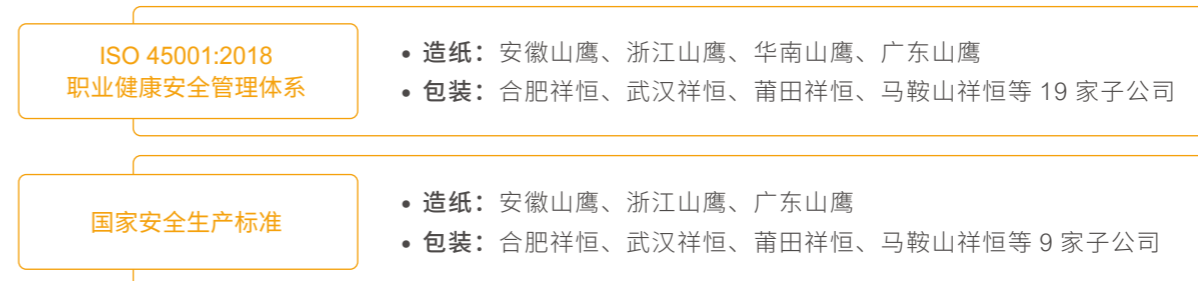 ISO 45001:2018
职业健康安全管理体系
• 造纸：安徽山鹰、浙江山鹰、华南山鹰、广东山鹰
• 包装：合肥祥恒、武汉祥恒、莆田祥恒、马鞍山祥恒等 19 家子公司
国家安全生产标准
• 造纸：安徽山鹰、浙江山鹰、广东山鹰
• 包装：合肥祥恒、武汉祥恒、莆田祥恒、马鞍山祥恒等 9 家子公司